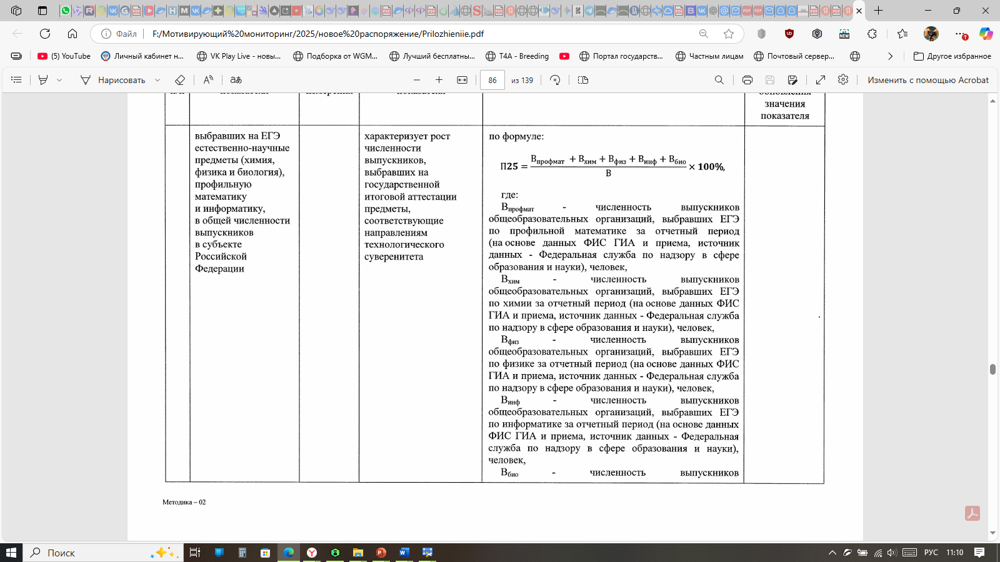 Файл
F:/Мотивирующий%20мониторинг/2025/новое%20распоряжение/Prilozhieniie.pdf
NEW
(5) YouTube
Личный кабинет н...
VK Play Live - новы...
Подборка от WGM...
Лучший бесплатны...
T4A - Breeding
Портал государств...
Частным лицам
Почтовый сервер...
Другое избранное
Нарисовать
86
из 139
Изменить с помощью Acrobat
показателя
измерения
показателя
обновления
значения
показателя
выбравших на ЕГЭ
естественно-научные
предметы (химия,
физика и биология),
профильную
математику
и информатику,
в общей численности
выпускников
в субъекте
Российской
Федерации
характеризует рост
численности
выпускников,
выбравших на
государственной
итоговой аттестации
предметы,
соответствующие
направлениям
технологического
суверенитета
по формуле:
П25 = (Впрофмат + Вхим + Вфиз + Винф + Вбио) / В × 100%,
где:
Впрофмат - численность выпускников
общеобразовательных организаций, выбравших ЕГЭ
по профильной математике за отчетный период
(на основе данных ФИС ГИА и приема, источник
данных - Федеральная служба по надзору в сфере
образования и науки), человек,
Вхим - численность выпускников
общеобразовательных организаций, выбравших ЕГЭ
по химии за отчетный период (на основе данных ФИС
ГИА и приема, источник данных - Федеральная служба
по надзору в сфере образования и науки), человек,
Вфиз - численность выпускников
общеобразовательных организаций, выбравших ЕГЭ
по физике за отчетный период (на основе данных ФИС
ГИА и приема, источник данных - Федеральная служба
по надзору в сфере образования и науки), человек,
Винф - численность выпускников
общеобразовательных организаций, выбравших ЕГЭ
по информатике за отчетный период (на основе данных
ФИС ГИА и приема, источник данных - Федеральная
служба по надзору в сфере образования и науки),
человек,
Вбио - численность выпускников
Методика – 02
Поиск
РУС
11:10